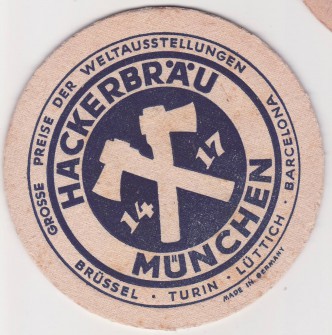 GROSSE PREISE DER WELTAUSSTELLUNGEN
BRÜSSEL · TURIN · LÜTTICH · BARCELONA
HACKERBRÄU
14 17
MÜNCHEN
MADE IN GERMANY